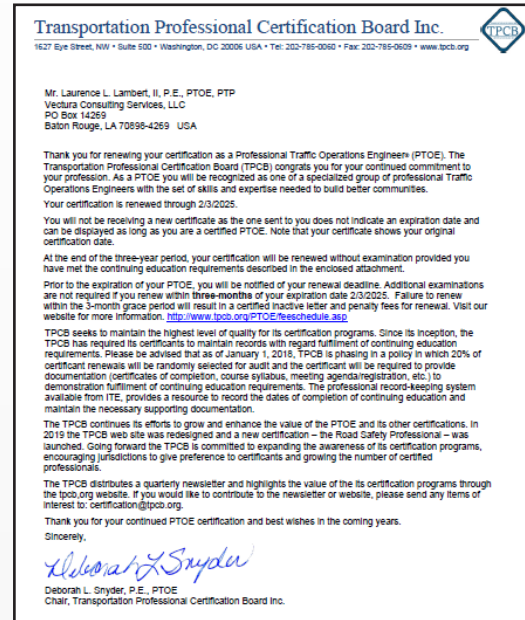 Transportation Professional Certification Board Inc.
TPCB
1627 Eye Street, NW • Suite 500 • Washington, DC 20006 USA • Tel: 202-785-0060 • Fax: 202-785-0609 • www.tpcb.org
Mr. Laurence L. Lambert, II, P.E., PTOE, PTP
Vectura Consulting Services, LLC
PO Box 14269
Baton Rouge, LA 70898-4269 USA
Thank you for renewing your certification as a Professional Traffic Operations Engineer® (PTOE). The
Transportation Professional Certification Board (TPCB) congrats you for your continued commitment to
your profession. As a PTOE you will be recognized as one of a specialized group of professional Traffic
Operations Engineers with the set of skills and expertise needed to build better communities.
Your certification is renewed through 2/3/2025.
You will not be receiving a new certificate as the one sent to you does not indicate an expiration date and
can be displayed as long as you are a certified PTOE. Note that your certificate shows your original
certification date.
At the end of the three-year period, your certification will be renewed without examination provided you
have met the continuing education requirements described in the enclosed attachment.
Prior to the expiration of your PTOE, you will be notified of your renewal deadline. Additional examinations
are not required if you renew within three-months of your expiration date 2/3/2025. Failure to renew
within the 3-month grace period will result in a certified inactive letter and penalty fees for renewal. Visit our
website for more information. http://www.tpcb.org/PTOE/feeschedule.asp
TPCB seeks to maintain the highest level of quality for its certification programs. Since its inception, the
TPCB has required its certificants to maintain records with regard fulfillment of continuing education
requirements. Please be advised that as of January 1, 2018, TPCB is phasing in a policy in which 20% of
certificant renewals will be randomly selected for audit and the certificant will be required to provide
documentation (certificates of completion, course syllabus, meeting agenda/registration, etc.) to
demonstration fulfillment of continuing education requirements. The professional record-keeping system
available from ITE, provides a resource to record the dates of completion of continuing education and
maintain the necessary supporting documentation.
The TPCB continues its efforts to grow and enhance the value of the PTOE and its other certifications. In
2019 the TPCB web site was redesigned and a new certification – the Road Safety Professional – was
launched. Going forward the TPCB is committed to expanding the awareness of its certification programs,
encouraging jurisdictions to give preference to certificants and growing the number of certified
professionals.
The TPCB distributes a quarterly newsletter and highlights the value of the its certification programs through
the tpcb,org website. If you would like to contribute to the newsletter or website, please send any items of
interest to: certification@tpcb.org.
Thank you for your continued PTOE certification and best wishes in the coming years.
Sincerely,
Deborah L Snyder
Deborah L. Snyder, P.E., PTOE
Chair, Transportation Professional Certification Board Inc.